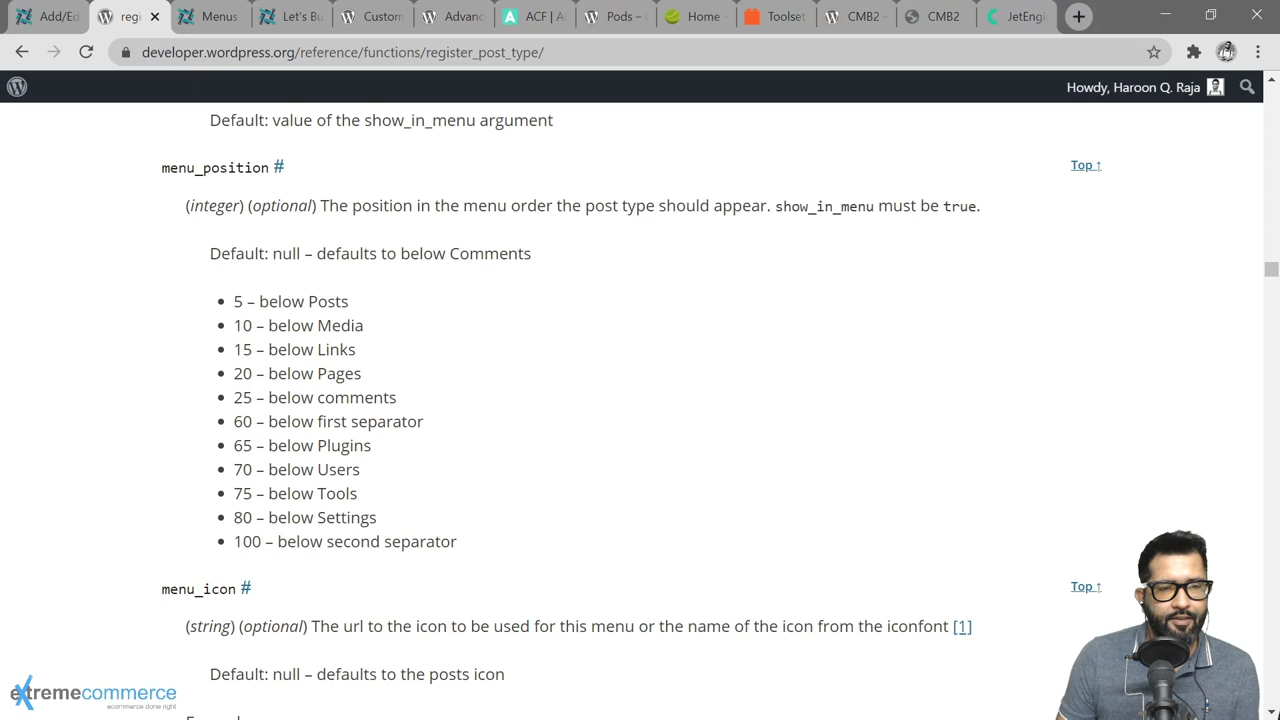 Add/Ed
regi
Menus
Let's Bu
Custom
Advanc
ACF | A
Pods –
Home -
Toolset
CMB2 –
CMB2
JetEngi
developer.wordpress.org/reference/functions/register_post_type/
Howdy, Haroon Q. Raja
Default: value of the show_in_menu argument
menu_position #
Top ↑
(integer) (optional) The position in the menu order the post type should appear. show_in_menu must be true.
Default: null – defaults to below Comments
• 5 – below Posts
• 10 – below Media
• 15 – below Links
• 20 – below Pages
• 25 – below comments
• 60 – below first separator
• 65 – below Plugins
• 70 – below Users
• 75 – below Tools
• 80 – below Settings
• 100 – below second separator
menu_icon #
Top ↑
(string) (optional) The url to the icon to be used for this menu or the name of the icon from the iconfont [1]
Default: null – defaults to the posts icon
extremecommerce
ecommerce done right